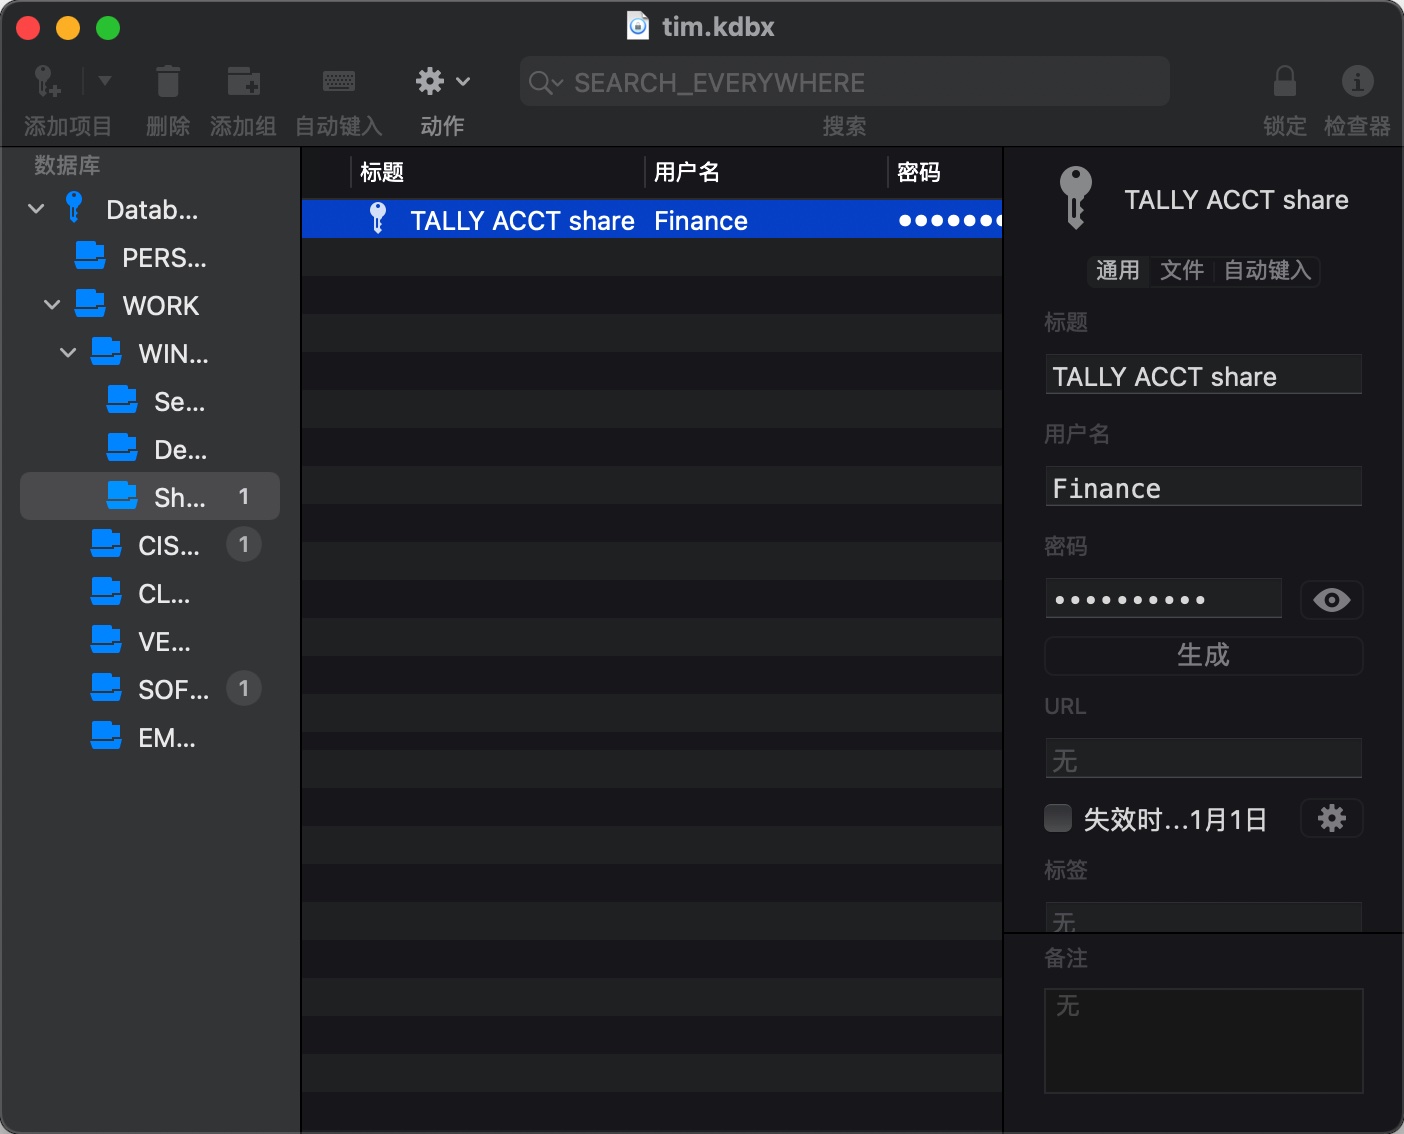 tim.kdbx
SEARCH_EVERYWHERE
添加项目 删除 添加组 自动键入 动作 搜索 锁定 检查器
数据库
Datab...
PERS...
WORK
WIN...
Se...
De...
Sh... 1
CIS... 1
CL...
VE...
SOF... 1
EM...
标题 用户名 密码
TALLY ACCT share Finance ●●●●●●●
TALLY ACCT share
通用 文件 自动键入
标题
TALLY ACCT share
用户名
Finance
密码
●●●●●●●●●●
生成
URL
无
失效时...1月1日
标签
无
备注
无